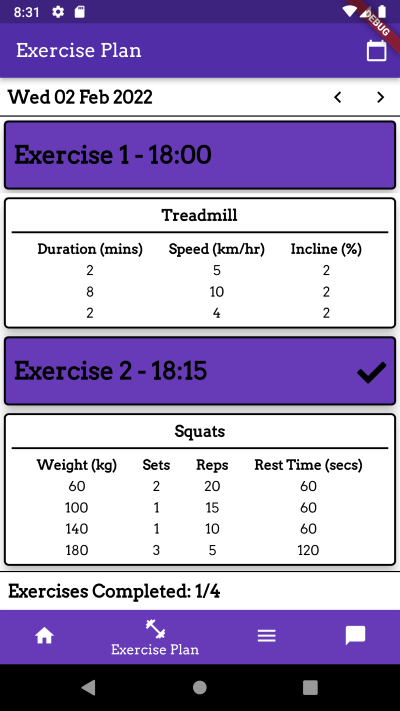 8:31
DEBUG
Exercise Plan
Wed 02 Feb 2022
Exercise 1 - 18:00
Treadmill
Duration (mins) Speed (km/hr) Incline (%)
2 5 2
8 10 2
2 4 2
Exercise 2 - 18:15
Squats
Weight (kg) Sets Reps Rest Time (secs)
60 2 20 60
100 1 15 60
140 1 10 60
180 3 5 120
Exercises Completed: 1/4
Exercise Plan